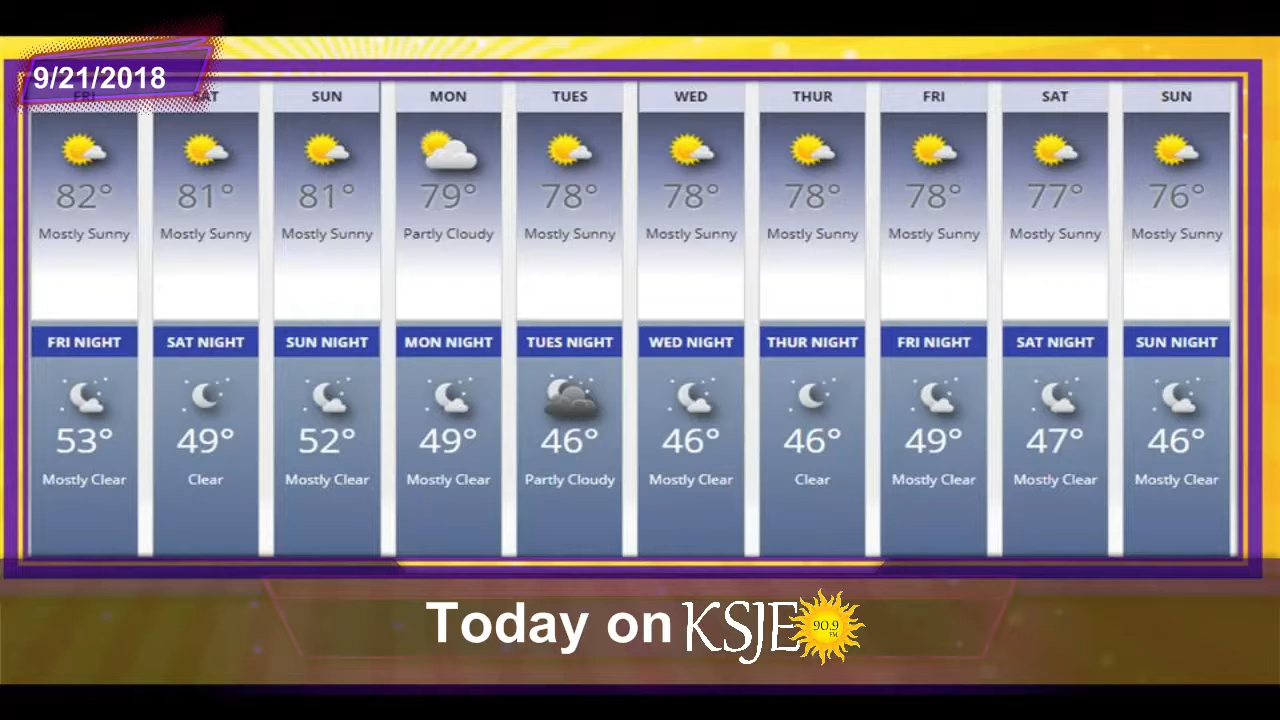 9/21/2018
FRI SAT SUN MON TUES WED THUR FRI SAT SUN
82° 81° 81° 79° 78° 78° 78° 78° 77° 76°
Mostly Sunny Mostly Sunny Mostly Sunny Partly Cloudy Mostly Sunny Mostly Sunny Mostly Sunny Mostly Sunny Mostly Sunny Mostly Sunny
FRI NIGHT SAT NIGHT SUN NIGHT MON NIGHT TUES NIGHT WED NIGHT THUR NIGHT FRI NIGHT SAT NIGHT SUN NIGHT
53° 49° 52° 49° 46° 46° 46° 49° 47° 46°
Mostly Clear Clear Mostly Clear Mostly Clear Partly Cloudy Mostly Clear Clear Mostly Clear Mostly Clear Mostly Clear
Today on KSJE 90.9
FM